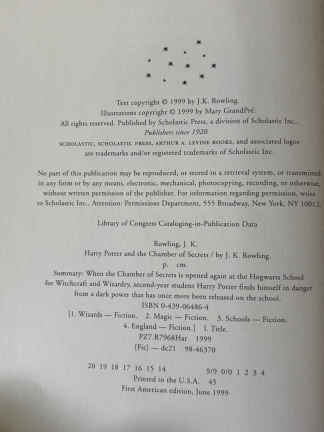 Text copyright © 1999 by J.K. Rowling.
Illustrations copyright © 1999 by Mary GrandPré.
All rights reserved. Published by Scholastic Press, a division of Scholastic Inc.,
Publishers since 1920.
SCHOLASTIC, SCHOLASTIC PRESS, ARTHUR A. LEVINE BOOKS, and associated logos
are trademarks and/or registered trademarks of Scholastic Inc.
No part of this publication may be reproduced, or stored in a retrieval system, or transmitted
in any form or by any means, electronic, mechanical, photocopying, recording, or otherwise,
without written permission of the publisher. For information regarding permission, write
to Scholastic Inc., Attention: Permissions Department, 555 Broadway, New York, NY 10012.
Library of Congress Cataloging-in-Publication Data
Rowling, J. K.
Harry Potter and the Chamber of Secrets / by J. K. Rowling.
p. cm.
Summary: When the Chamber of Secrets is opened again at the Hogwarts School
for Witchcraft and Wizardry, second-year student Harry Potter finds himself in danger
from a dark power that has once more been released on the school.
ISBN 0-439-06486-4
[1. Wizards — Fiction. 2. Magic — Fiction. 3. Schools — Fiction.
4. England — Fiction.] I. Title.
PZ7.R7968Har 1999
[Fic] — dc21 98-46370
20 19 18 17 16 15 14 9/9 0/0 1 2 3 4
Printed in the U.S.A. 45
First American edition, June 1999